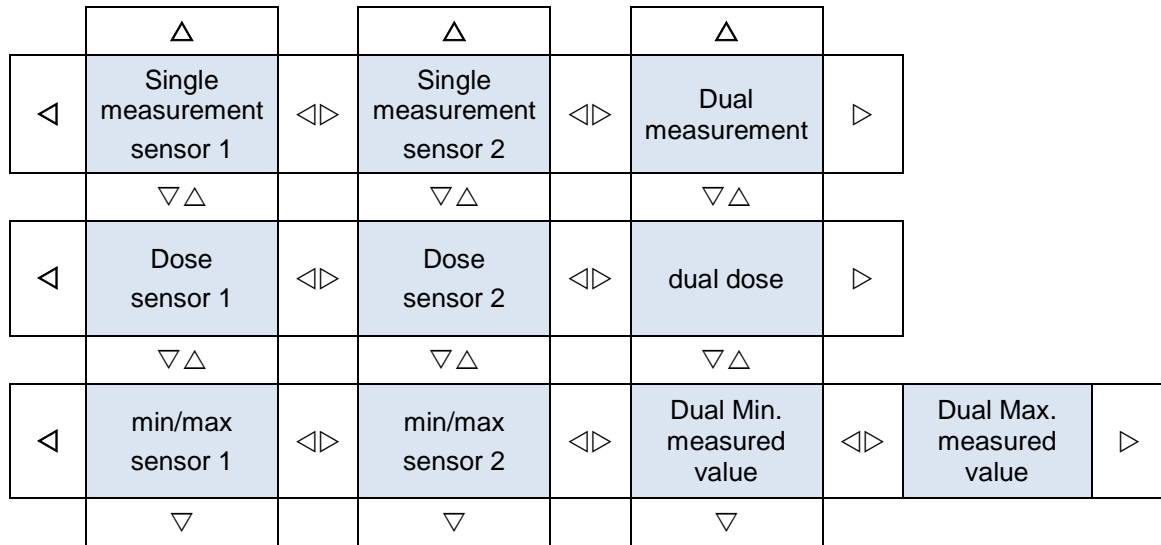 △ △ △
◁ Single measurement sensor 1 ◁▷ Single measurement sensor 2 ◁▷ Dual measurement ▷
▽△ ▽△ ▽△
◁ Dose sensor 1 ◁▷ Dose sensor 2 ◁▷ dual dose ▷
▽△ ▽△ ▽△
◁ min/max sensor 1 ◁▷ min/max sensor 2 ◁▷ Dual Min. measured value ◁▷ Dual Max. measured value ▷
▽ ▽ ▽